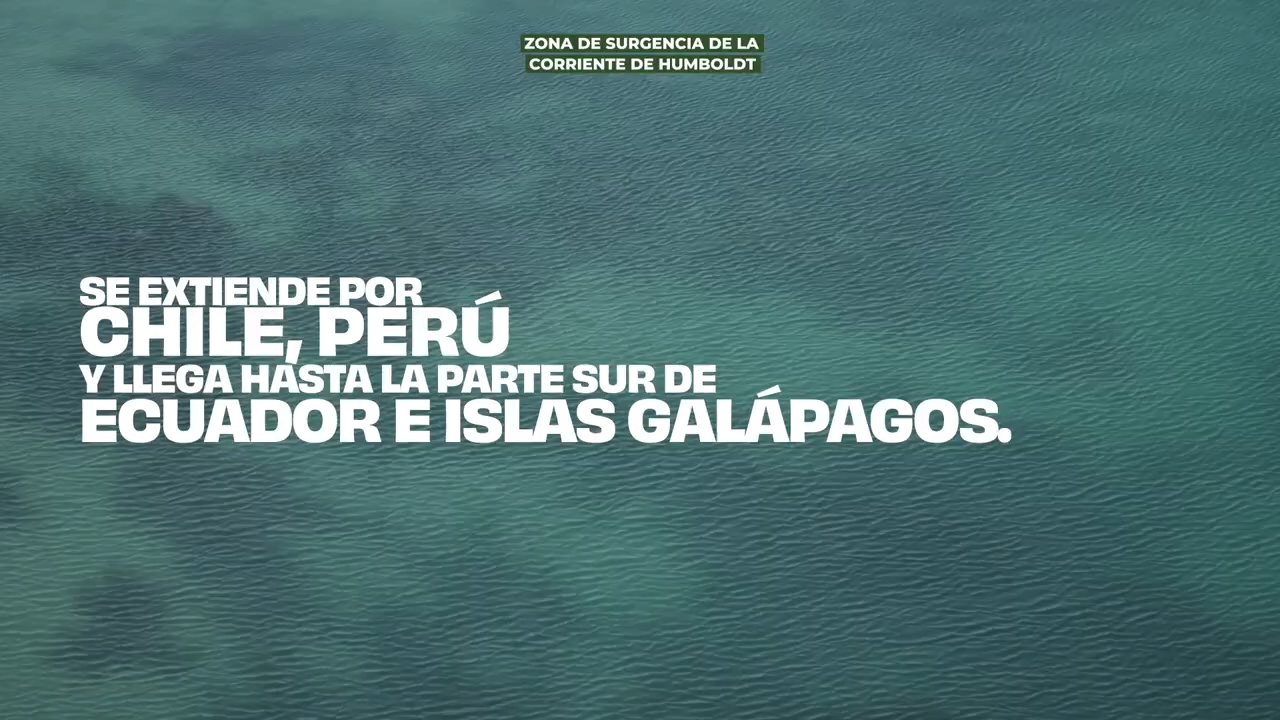 ZONA DE SURGENCIA DE LA
CORRIENTE DE HUMBOLDT
SE EXTIENDE POR
CHILE, PERÚ
Y LLEGA HASTA LA PARTE SUR DE
ECUADOR E ISLAS GALÁPAGOS.